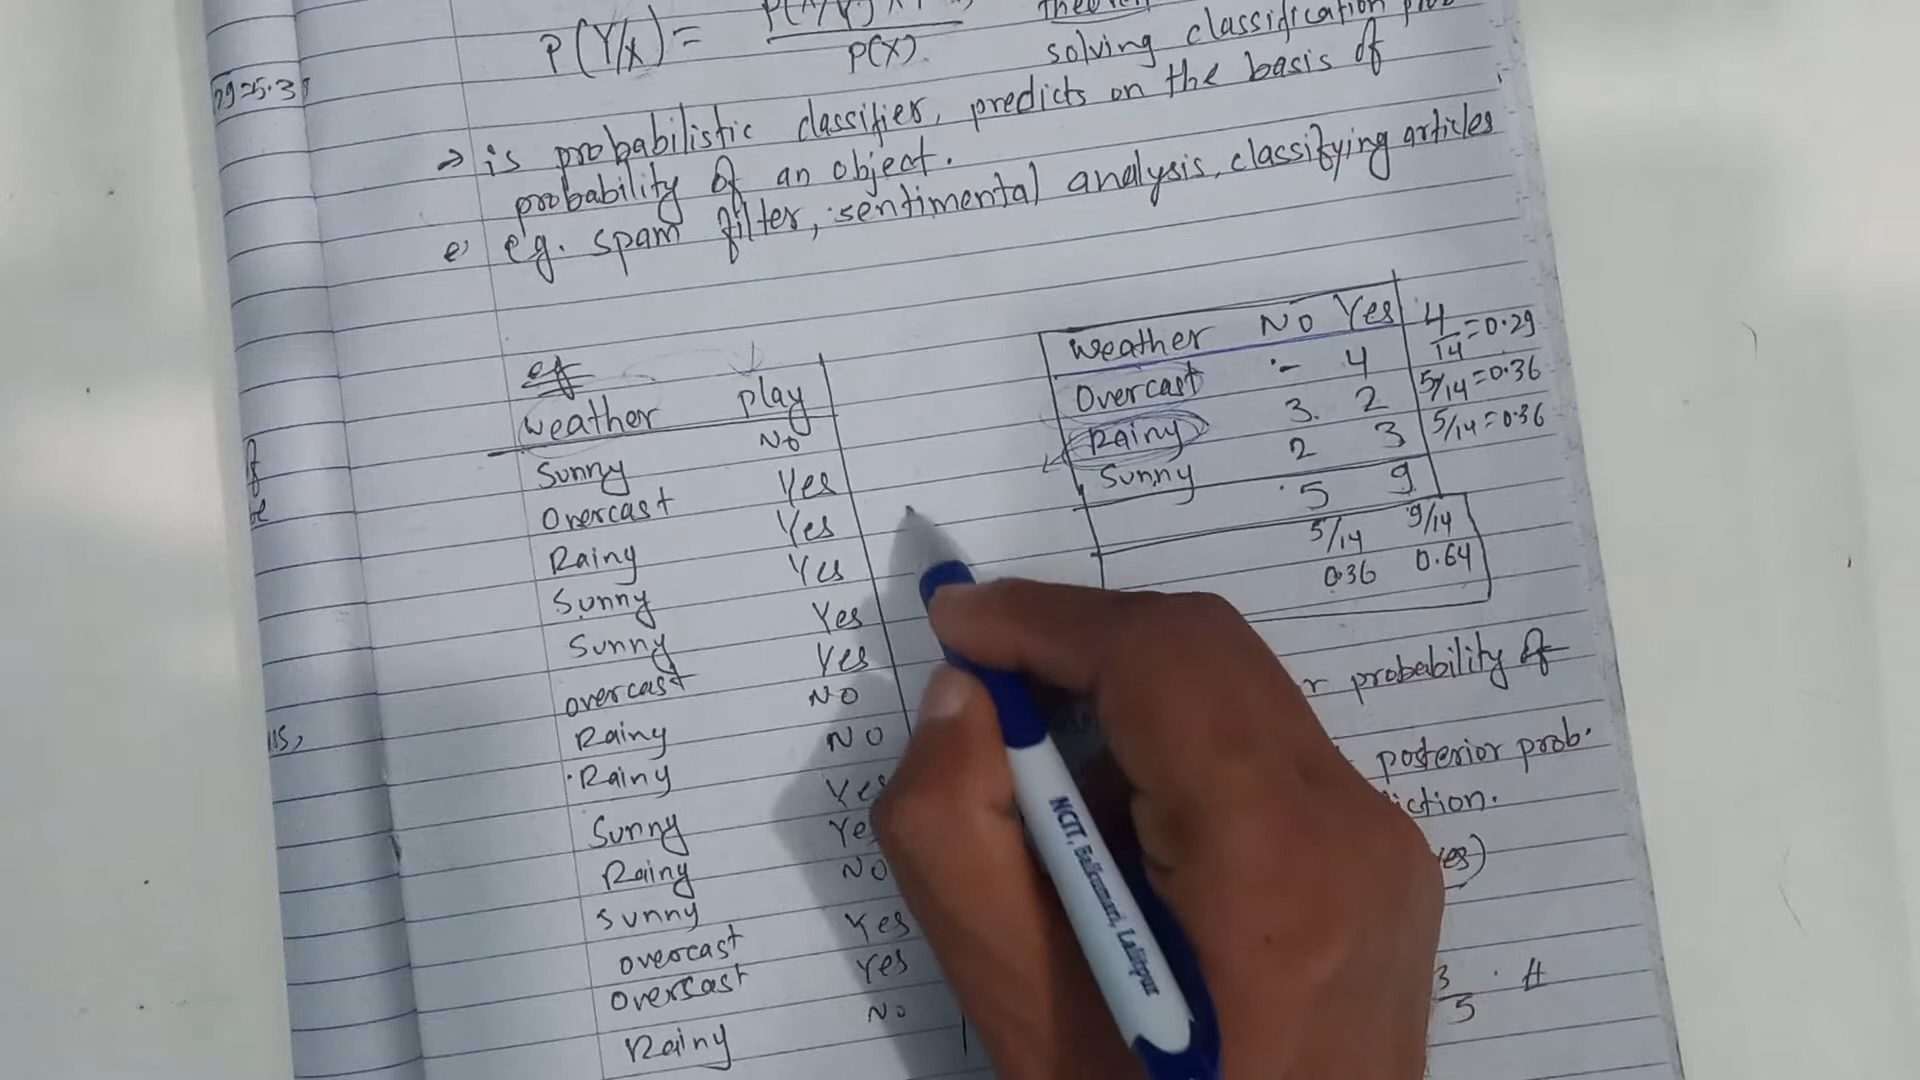 P(Y/X) =
P(X)
solving classification
⇒ is probabilistic classifier, predicts on the basis of
probability of an object.
e) eg. spam filter, sentimental analysis, classifying articles
eg
weather play
Sunny No
Overcast Yes
Rainy Yes
Sunny Yes
Sunny Yes
overcast Yes
Rainy NO
Rainy NO
Sunny Yes
Rainy Yes
Sunny NO
overcast Yes
Overcast Yes
Rainy No
Weather No Yes
Overcast - 4 4/14=0.29
Rainy 3 2 5/14=0.36
Sunny 2 3 5/14=0.36
5 9
5/14 9/14
0.36 0.64
probability of
posterior prob.
3/5
NCIT, Balkumari, Lalitpur